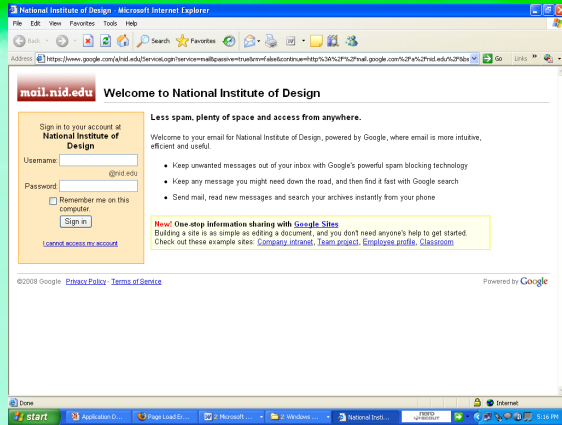 National Institute of Design - Microsoft Internet Explorer
File Edit View Favorites Tools Help
Back Search Favorites
Address https://www.google.com/a/nid.edu/ServiceLogin?service=mail&passive=true&rm=false&continue=http%3A%2F%2Fmail.google.com%2Fa%2Fnid.edu%2F&bs Go Links
mail.nid.edu Welcome to National Institute of Design
Sign in to your account at
National Institute of
Design
Username:
@nid.edu
Password:
Remember me on this
computer.
Sign in
I cannot access my account
Less spam, plenty of space and access from anywhere.
Welcome to your email for National Institute of Design, powered by Google, where email is more intuitive,
efficient and useful.
• Keep unwanted messages out of your inbox with Google's powerful spam blocking technology
• Keep any message you might need down the road, and then find it fast with Google search
• Send mail, read new messages and search your archives instantly from your phone
New! One-stop information sharing with Google Sites
Building a site is as simple as editing a document, and you don't need anyone's help to get started.
Check out these example sites: Company intranet, Team project, Employee profile, Classroom
©2008 Google Privacy Policy - Terms of Service Powered by Google
Done Internet
start Application D... Page Load Er... 2 Microsoft ... 2 Windows ... National Insti... nero 5:16 PM